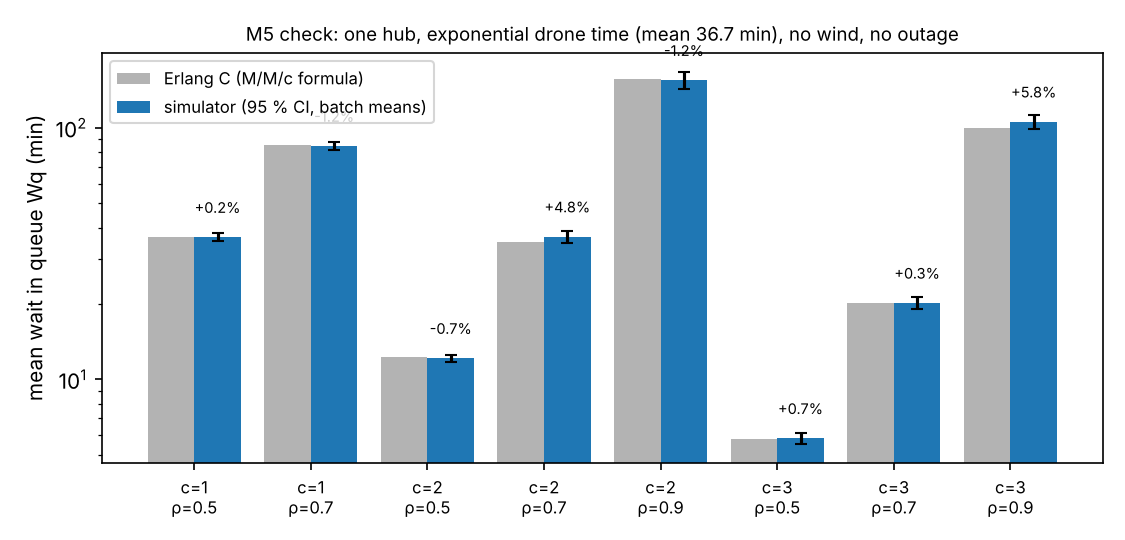 M5 check: one hub, exponential drone time (mean 36.7 min), no wind, no outage
Erlang C (M/M/c formula)
simulator (95 % CI, batch means)
mean wait in queue Wq (min)
10²
10¹
+0.2%
-1.2%
-0.7%
+4.8%
-1.2%
+0.7%
+0.3%
+5.8%
c=1
ρ=0.5
c=1
ρ=0.7
c=2
ρ=0.5
c=2
ρ=0.7
c=2
ρ=0.9
c=3
ρ=0.5
c=3
ρ=0.7
c=3
ρ=0.9